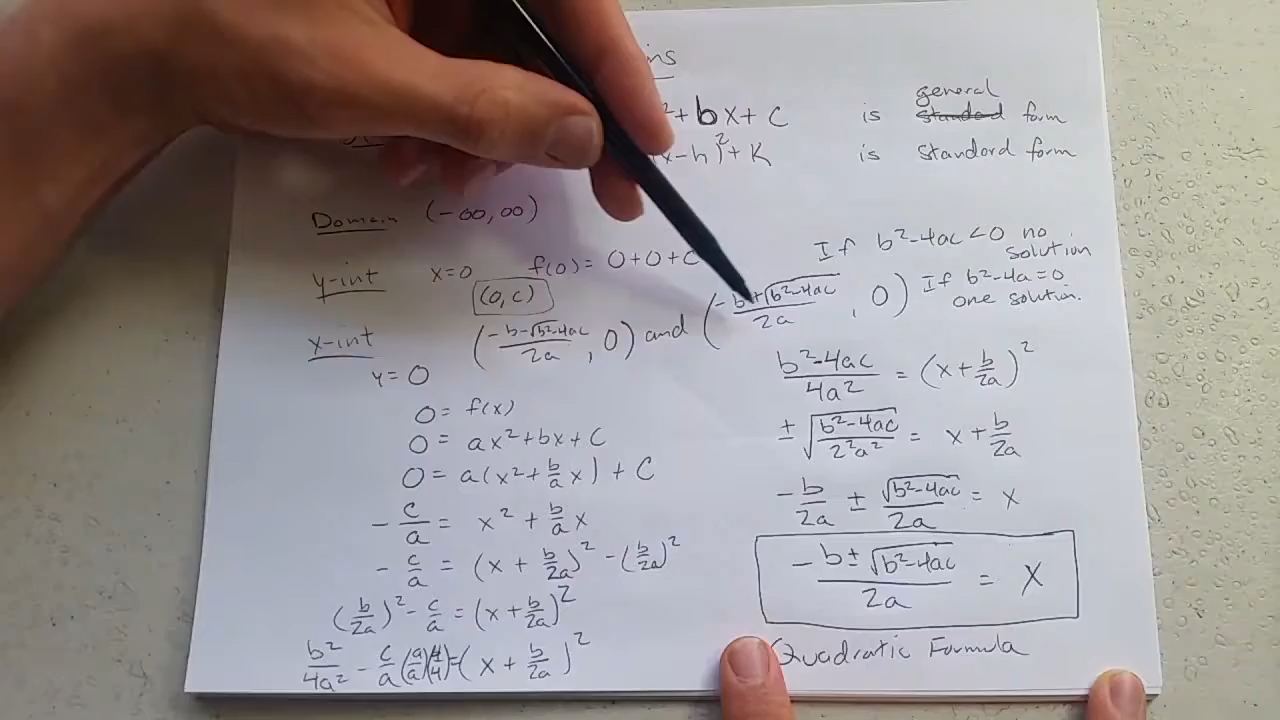 ns
²+ bx + c is general standard form
(x-h)²+K is standard form
Domain (-∞,∞)
y-int x=0 f(0)= 0+0+C
(0,c)
If b²-4ac<0 no solution
If b²-4a=0 one solution.
x-int (-b-√b²-4ac/2a, 0) and (-b+√b²-4ac/2a, 0)
y=0
0= f(x)
0= ax²+bx+C
0= a(x²+b/a x)+C
-c/a = x²+b/a x
-c/a = (x+b/2a)²-(b/2a)²
(b/2a)²-c/a=(x+b/2a)²
b²/4a²-c/a(a/a)(4/4)=(x+b/2a)²
b²-4ac/4a² = (x+b/2a)²
±√b²-4ac/2²a² = x+b/2a
-b/2a ± √b²-4ac/2a = x
-b±√b²-4ac/2a = X
Quadratic Formula